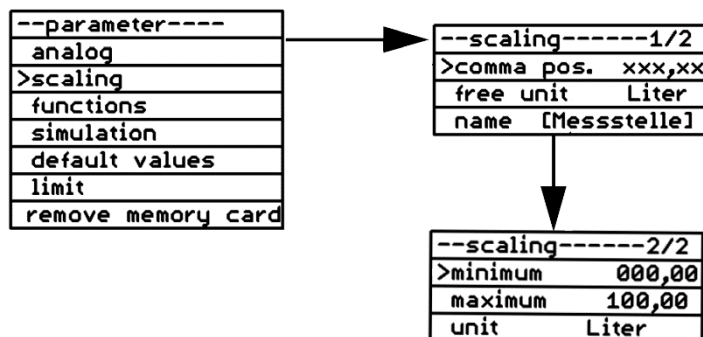 --parameter----
analog
>scaling
functions
simulation
default values
limit
remove memory card
--scaling------1/2
>comma pos. xxx,xx
free unit Liter
name [Messstelle]
--scaling------2/2
>minimum 000,00
maximum 100,00
unit Liter